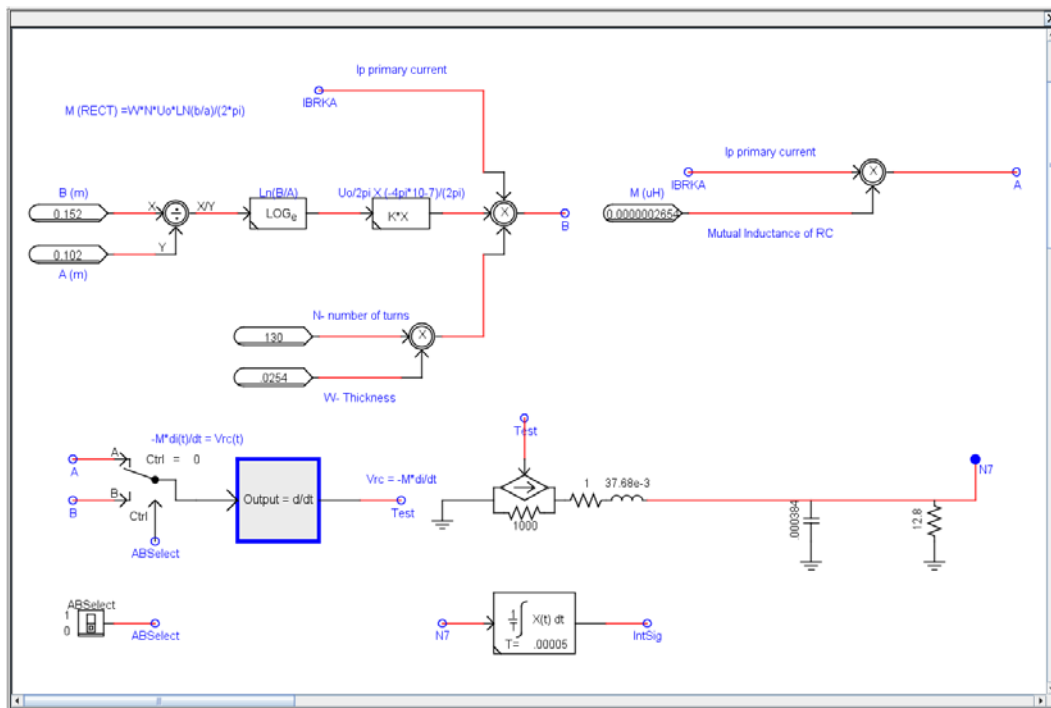 Ip primary current
IBRKA
M (RECT) =W*N*Uo*LN(b/a)/(2*pi)
Ip primary current
IBRKA
X
A
B (m)
Ln(B/A)
Uo/2pi X (-4pi*10-7)/(2pi)
M (uH)
0.152
X
÷
X/Y
LOGe
K*X
X
B
0.0000002654
Mutual Inductance of RC
0.102
Y
A (m)
N- number of turns
130
X
.0254
W- Thickness
-M*di(t)/dt = Vrc(t)
A
A
Ctrl = 0
B
B
Ctrl
ABSelect
Output = d/dt
Vrc = -M*di/dt
Test
Test
1000
1
37.68e-3
.000384
12.8
N7
ABSelect
1
0
ABSelect
N7
1
T
X(t) dt
T= .00005
IntSig